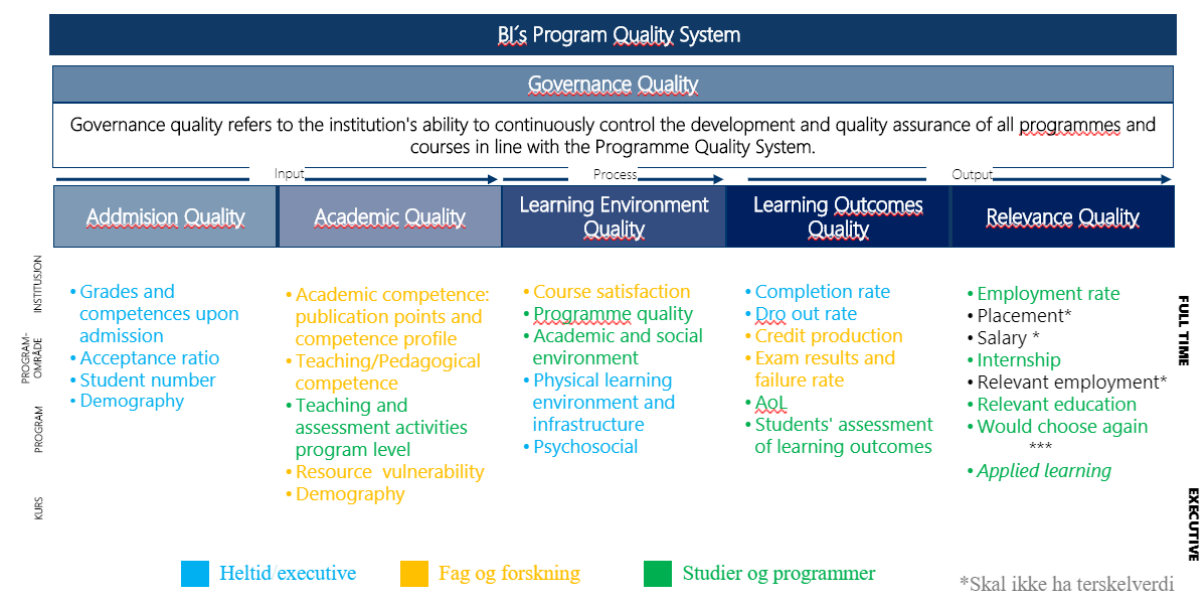 BI´s Program Quality System
Governance Quality
Governance quality refers to the institution's ability to continuously control the development and quality assurance of all programmes and
courses in line with the Programme Quality System.
Input
Process
Output
Addmision Quality
Academic Quality
Learning Environment
Quality
Learning Outcomes
Quality
Relevance Quality
INSTITUSJON
PROGRAM-
OMRÅDE
PROGRAM
KURS
• Grades and
competences upon
admission
• Acceptance ratio
• Student number
• Demography
• Academic competence:
publication points and
competence profile
• Teaching/Pedagogical
competence
• Teaching and
assessment activities
program level
• Resource vulnerability
• Demography
• Course satisfaction
• Programme quality
• Academic and social
environment
• Physical learning
environment and
infrastructure
• Psychosocial
• Completion rate
• Dro out rate
• Credit production
• Exam results and
failure rate
• AoL
• Students' assessment
of learning outcomes
• Employment rate
• Placement*
• Salary *
• Internship
• Relevant employment*
• Relevant education
• Would choose again
***
• Applied learning
FULL TIME
EXECUTIVE
Heltid executive
Fag og forskning
Studier og programmer
*Skal ikke ha terskelverdi